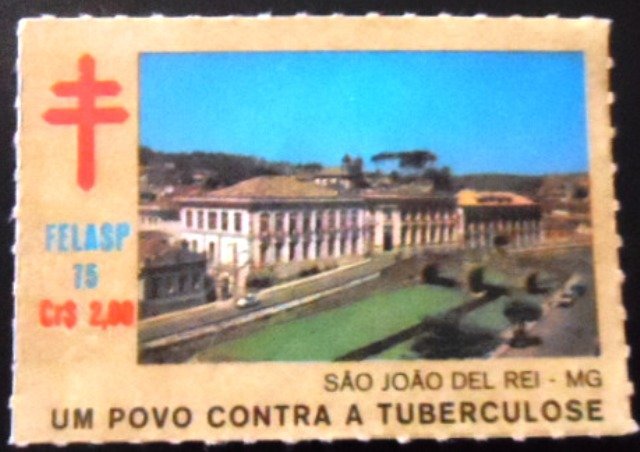 FELASP
75
Cr$ 2,00
SÃO JOÃO DEL REI - MG
UM POVO CONTRA A TUBERCULOSE